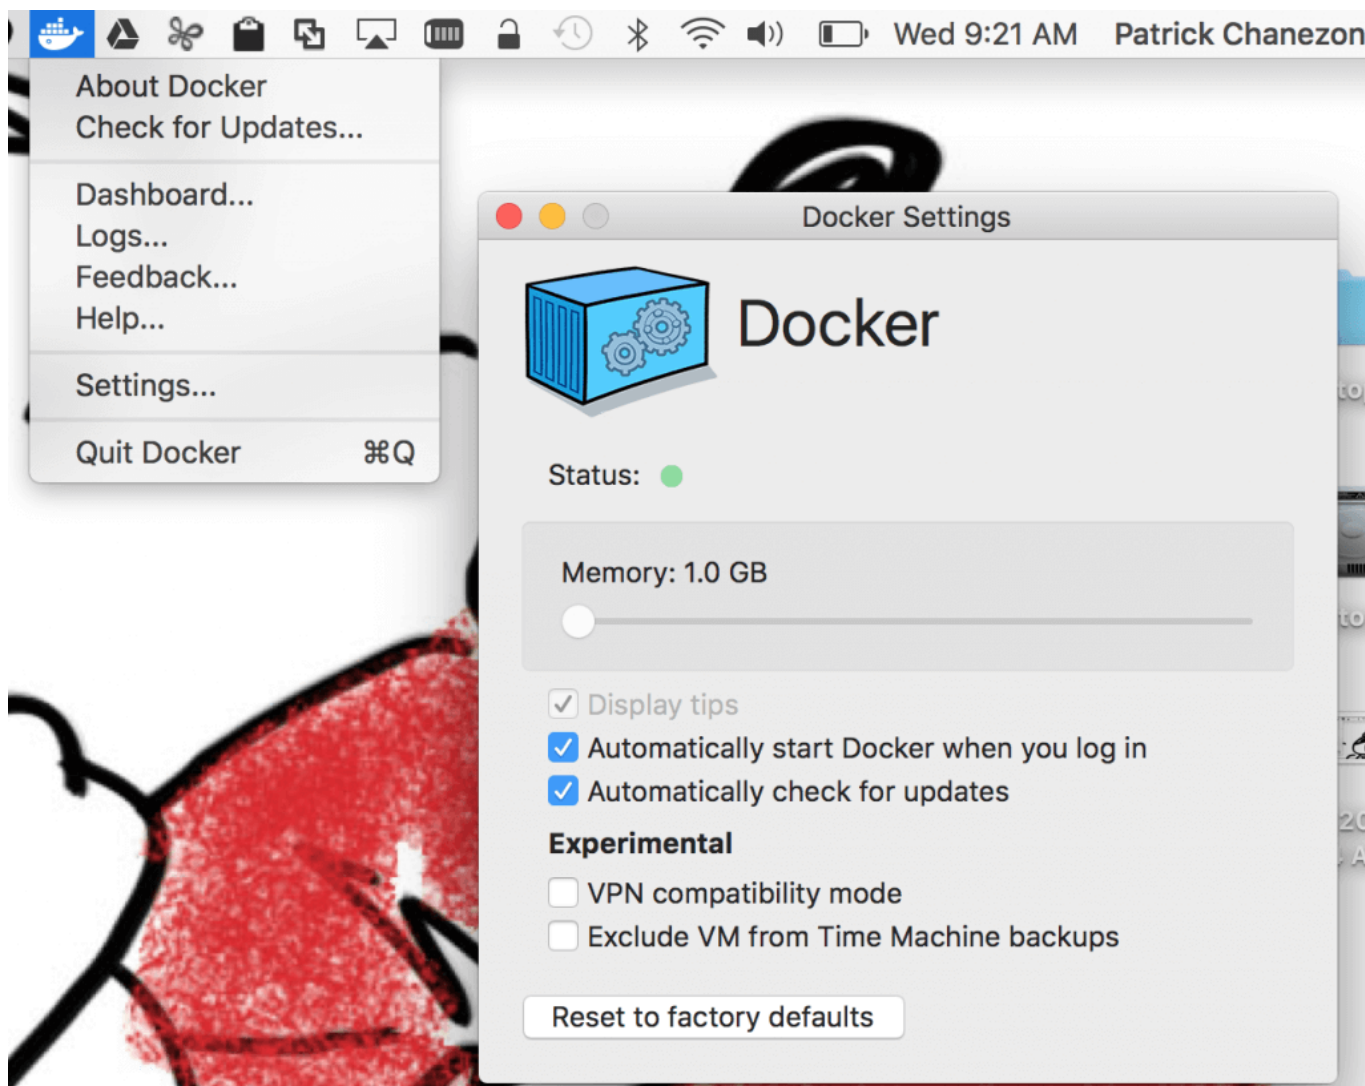 Wed 9:21 AM Patrick Chanezon
About Docker
Check for Updates...
Dashboard...
Logs...
Feedback...
Help...
Settings...
Quit Docker ⌘Q
Docker Settings
Docker
Status:
Memory: 1.0 GB
Display tips
Automatically start Docker when you log in
Automatically check for updates
Experimental
VPN compatibility mode
Exclude VM from Time Machine backups
Reset to factory defaults